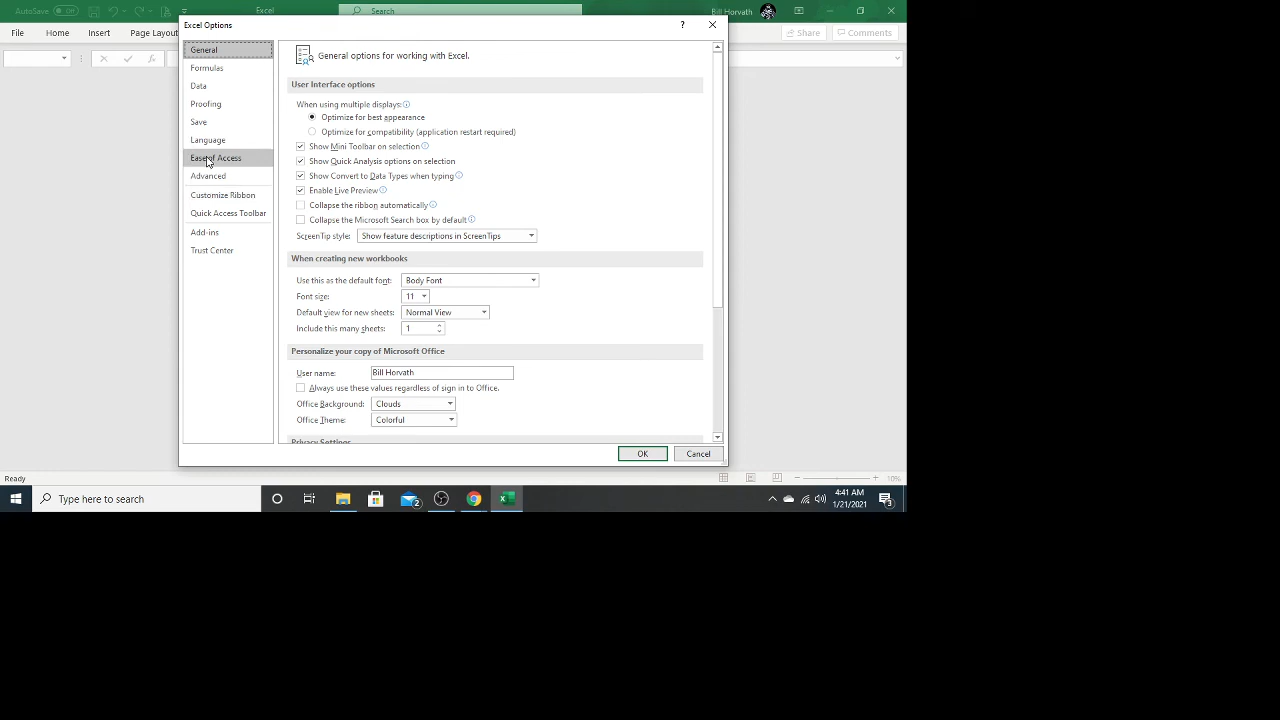 AutoSave Off Excel Search Bill Horvath
File Home Insert Page Layout Share Comments
Excel Options ?
General
Formulas
Data
Proofing
Save
Language
Ease of Access
Advanced
Customize Ribbon
Quick Access Toolbar
Add-ins
Trust Center
General options for working with Excel.
User Interface options
When using multiple displays:
Optimize for best appearance
Optimize for compatibility (application restart required)
Show Mini Toolbar on selection
Show Quick Analysis options on selection
Show Convert to Data Types when typing
Enable Live Preview
Collapse the ribbon automatically
Collapse the Microsoft Search box by default
ScreenTip style: Show feature descriptions in ScreenTips
When creating new workbooks
Use this as the default font: Body Font
Font size: 11
Default view for new sheets: Normal View
Include this many sheets: 1
Personalize your copy of Microsoft Office
User name: Bill Horvath
Always use these values regardless of sign in to Office.
Office Background: Clouds
Office Theme: Colorful
Privacy Settings
OK Cancel
Ready 10%
Type here to search 2 4:41 AM
1/21/2021 3